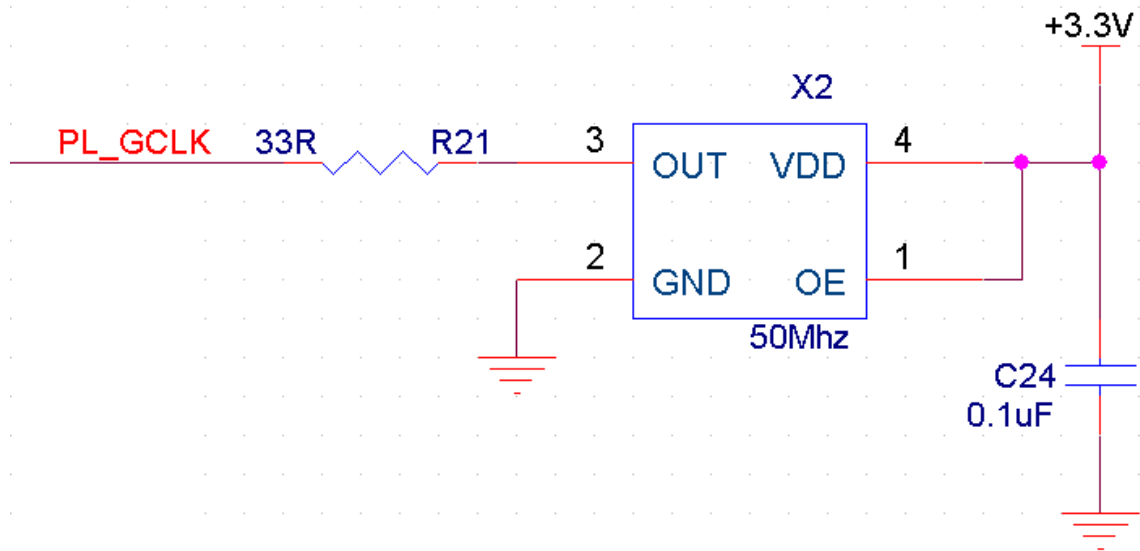 +3.3V
X2
PL_GCLK 33R R21 3 4
OUT VDD
2 1
GND OE
50Mhz
C24
0.1uF